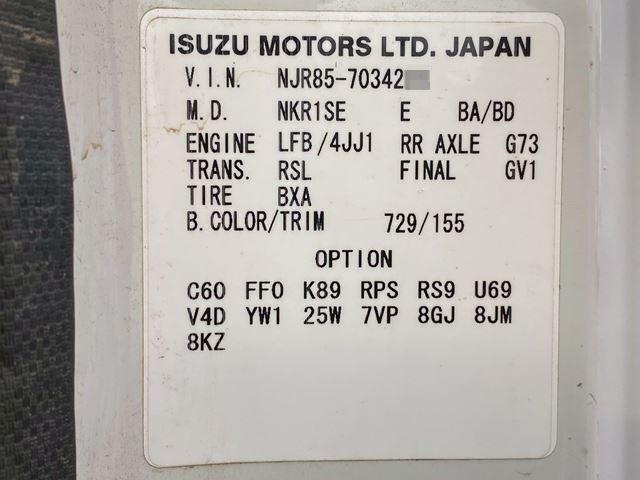 ISUZU MOTORS LTD. JAPAN
V.I.N. NJR85-70342
M.D. NKR1SE E BA/BD
ENGINE LFB/4JJ1 RR AXLE G73
TRANS. RSL FINAL GV1
TIRE BXA
B.COLOR/TRIM 729/155
OPTION
C60 FF0 K89 RPS RS9 U69
V4D YW1 25W 7VP 8GJ 8JM
8KZ